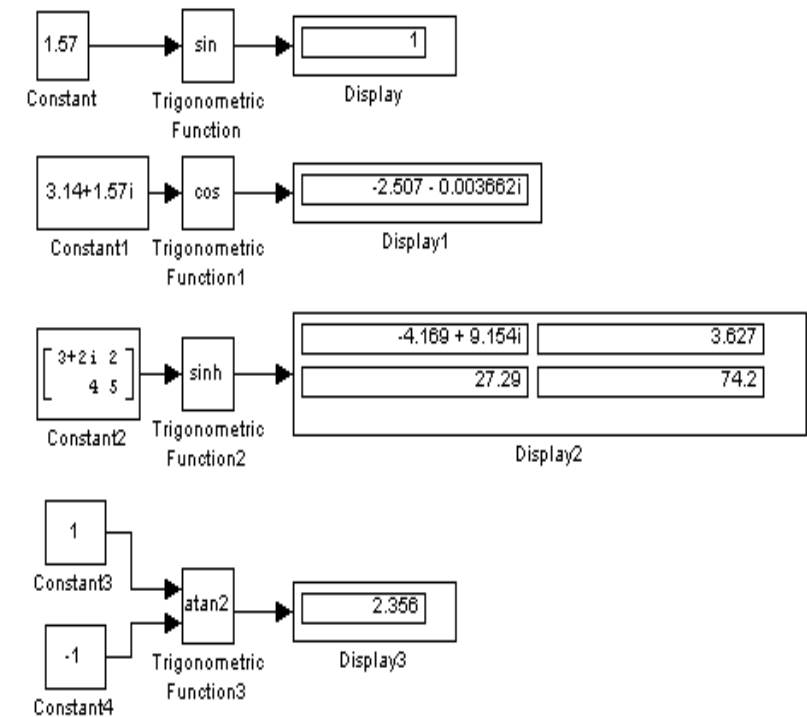 1.57
sin
1
Constant
Trigonometric
Function
Display
3.14+1.57i
cos
-2.507 - 0.003662i
Constant1
Trigonometric
Function1
Display1
3+2i 2
4 5
sinh
-4.169 + 9.154i
3.627
27.29
74.2
Constant2
Trigonometric
Function2
Display2
1
Constant3
atan2
2.356
-1
Constant4
Trigonometric
Function3
Display3